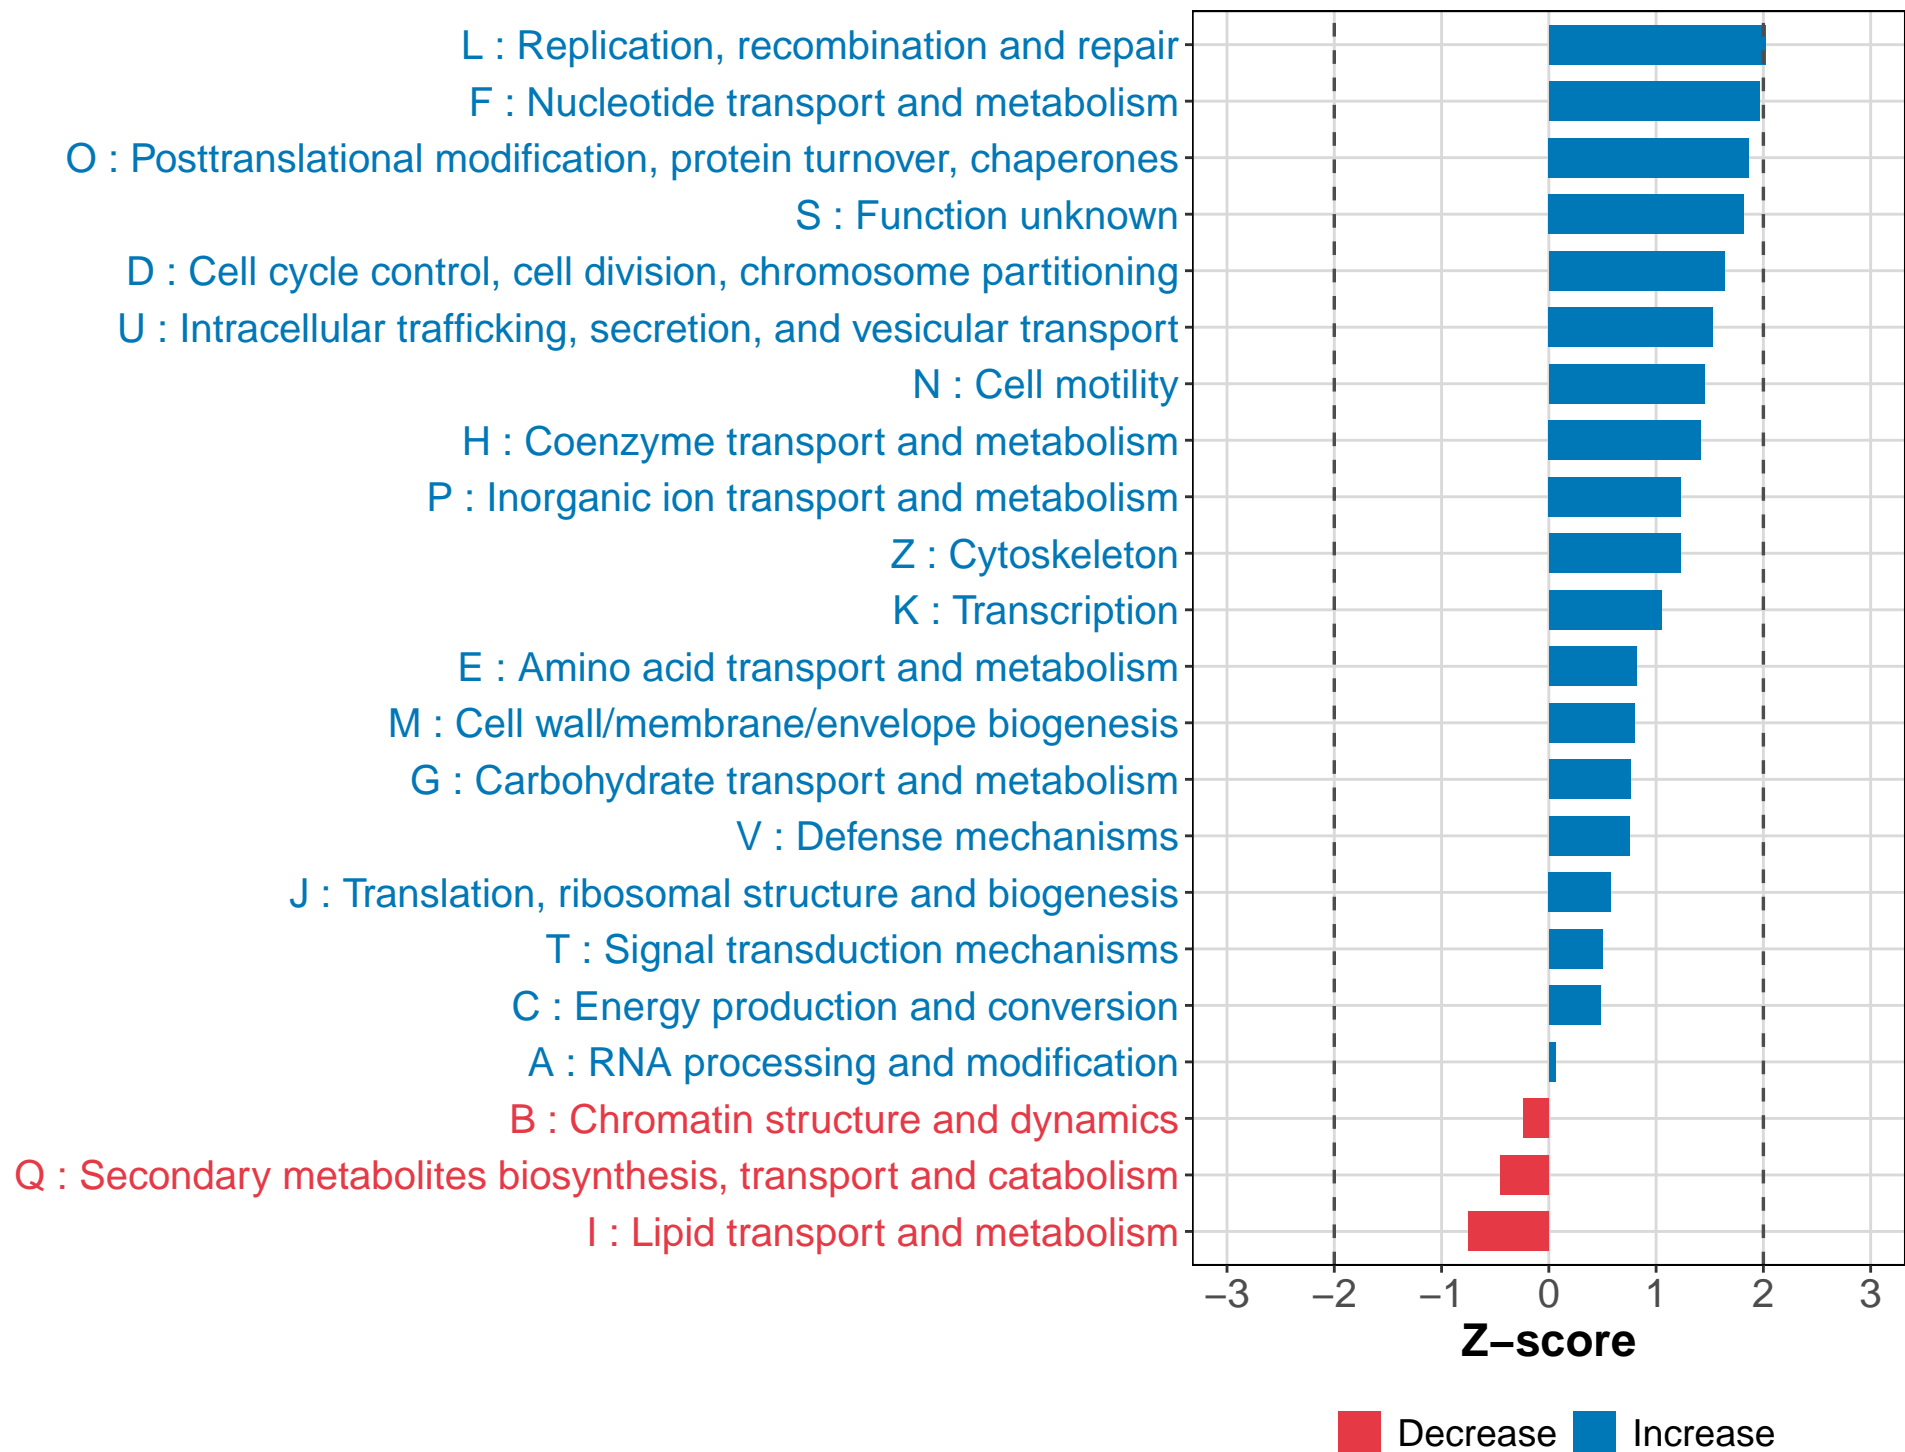 L : Replication, recombination and repair
F : Nucleotide transport and metabolism
O : Posttranslational modification, protein turnover, chaperones
S : Function unknown
D : Cell cycle control, cell division, chromosome partitioning
U : Intracellular trafficking, secretion, and vesicular transport
N : Cell motility
H : Coenzyme transport and metabolism
P : Inorganic ion transport and metabolism
Z : Cytoskeleton
K : Transcription
E : Amino acid transport and metabolism
M : Cell wall/membrane/envelope biogenesis
G : Carbohydrate transport and metabolism
V : Defense mechanisms
J : Translation, ribosomal structure and biogenesis
T : Signal transduction mechanisms
C : Energy production and conversion
A : RNA processing and modification
B : Chromatin structure and dynamics
Q : Secondary metabolites biosynthesis, transport and catabolism
I : Lipid transport and metabolism
−3 −2 −1 0 1 2 3
Z−score
Decrease Increase